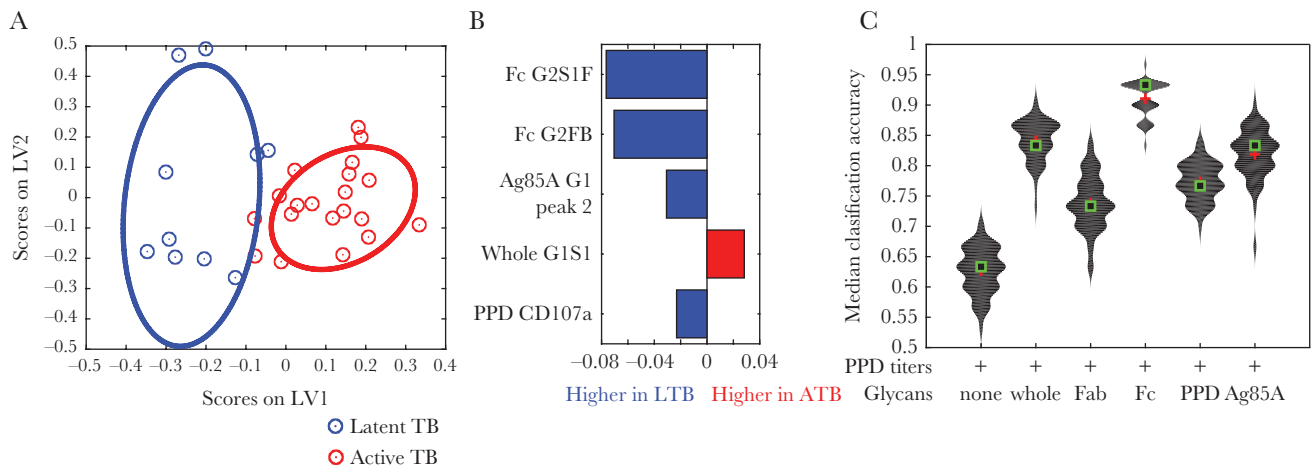 A
0.5
0.4
0.3
0.2
0.1
0
−0.1
−0.2
−0.3
−0.4
−0.5
Scores on LV2
−0.5 −0.4 −0.3 −0.2 −0.1 0 0.1 0.2 0.3 0.4
Scores on LV1
Latent TB
Active TB
B
Fc G2S1F
Fc G2FB
Ag85A G1
peak 2
Whole G1S1
PPD CD107a
−0.08 −0.04 0 0.04
Higher in LTB Higher in ATB
C
1
0.95
0.9
0.85
0.8
0.75
0.7
0.65
0.6
0.55
0.5
Median clasification accuracy
PPD titers + + + + + +
Glycans none whole Fab Fc PPD Ag85A